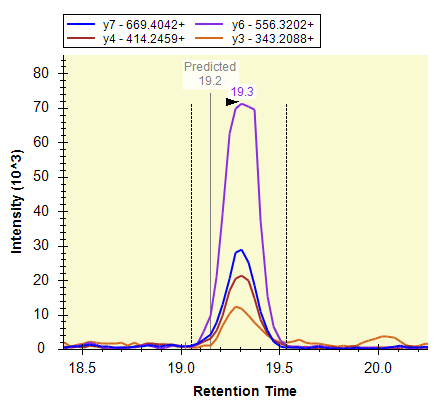 y7 - 669.4042+ y6 - 556.3202+
y4 - 414.2459+ y3 - 343.2088+
Predicted
19.2
19.3
80
70
60
50
40
30
20
10
0
Intensity (10^3)
18.5 19.0 19.5 20.0
Retention Time